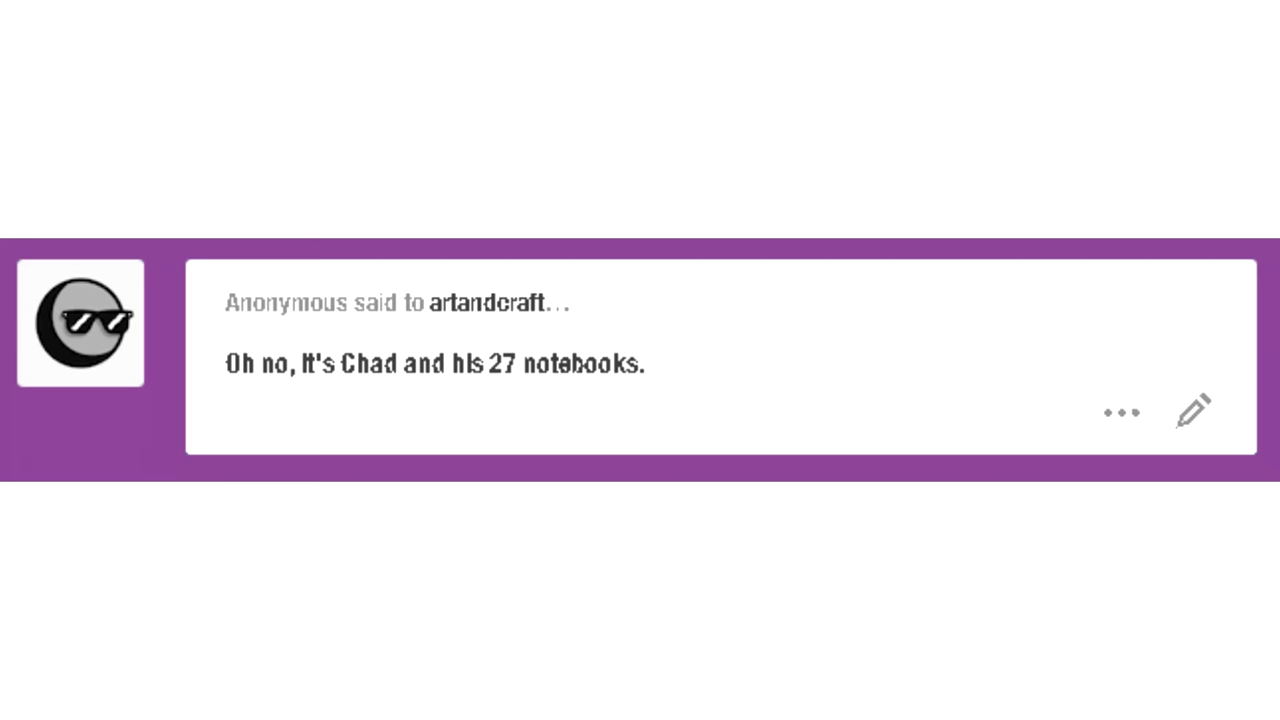 Anonymous said to artandcraft...
Oh no, It's Chad and his 27 notebooks.